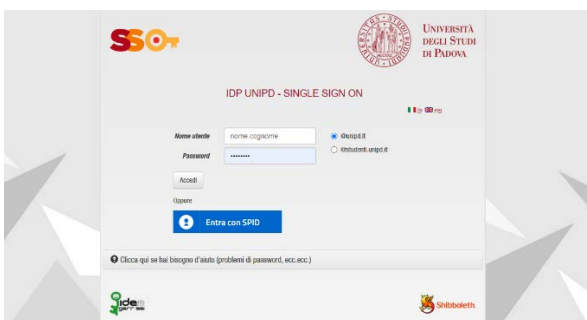 SSO
UNIVERSITÀ
DEGLI STUDI
DI PADOVA
IDP UNIPD - SINGLE SIGN ON
Nome utente nome.cognome @unipd.it
Password •••••••• @studenti.unipd.it
Accedi
Oppure
Entra con SPID
Clicca qui se hai bisogno d'aiuto (problemi di password, ecc.ecc.)
idem
Shibboleth.